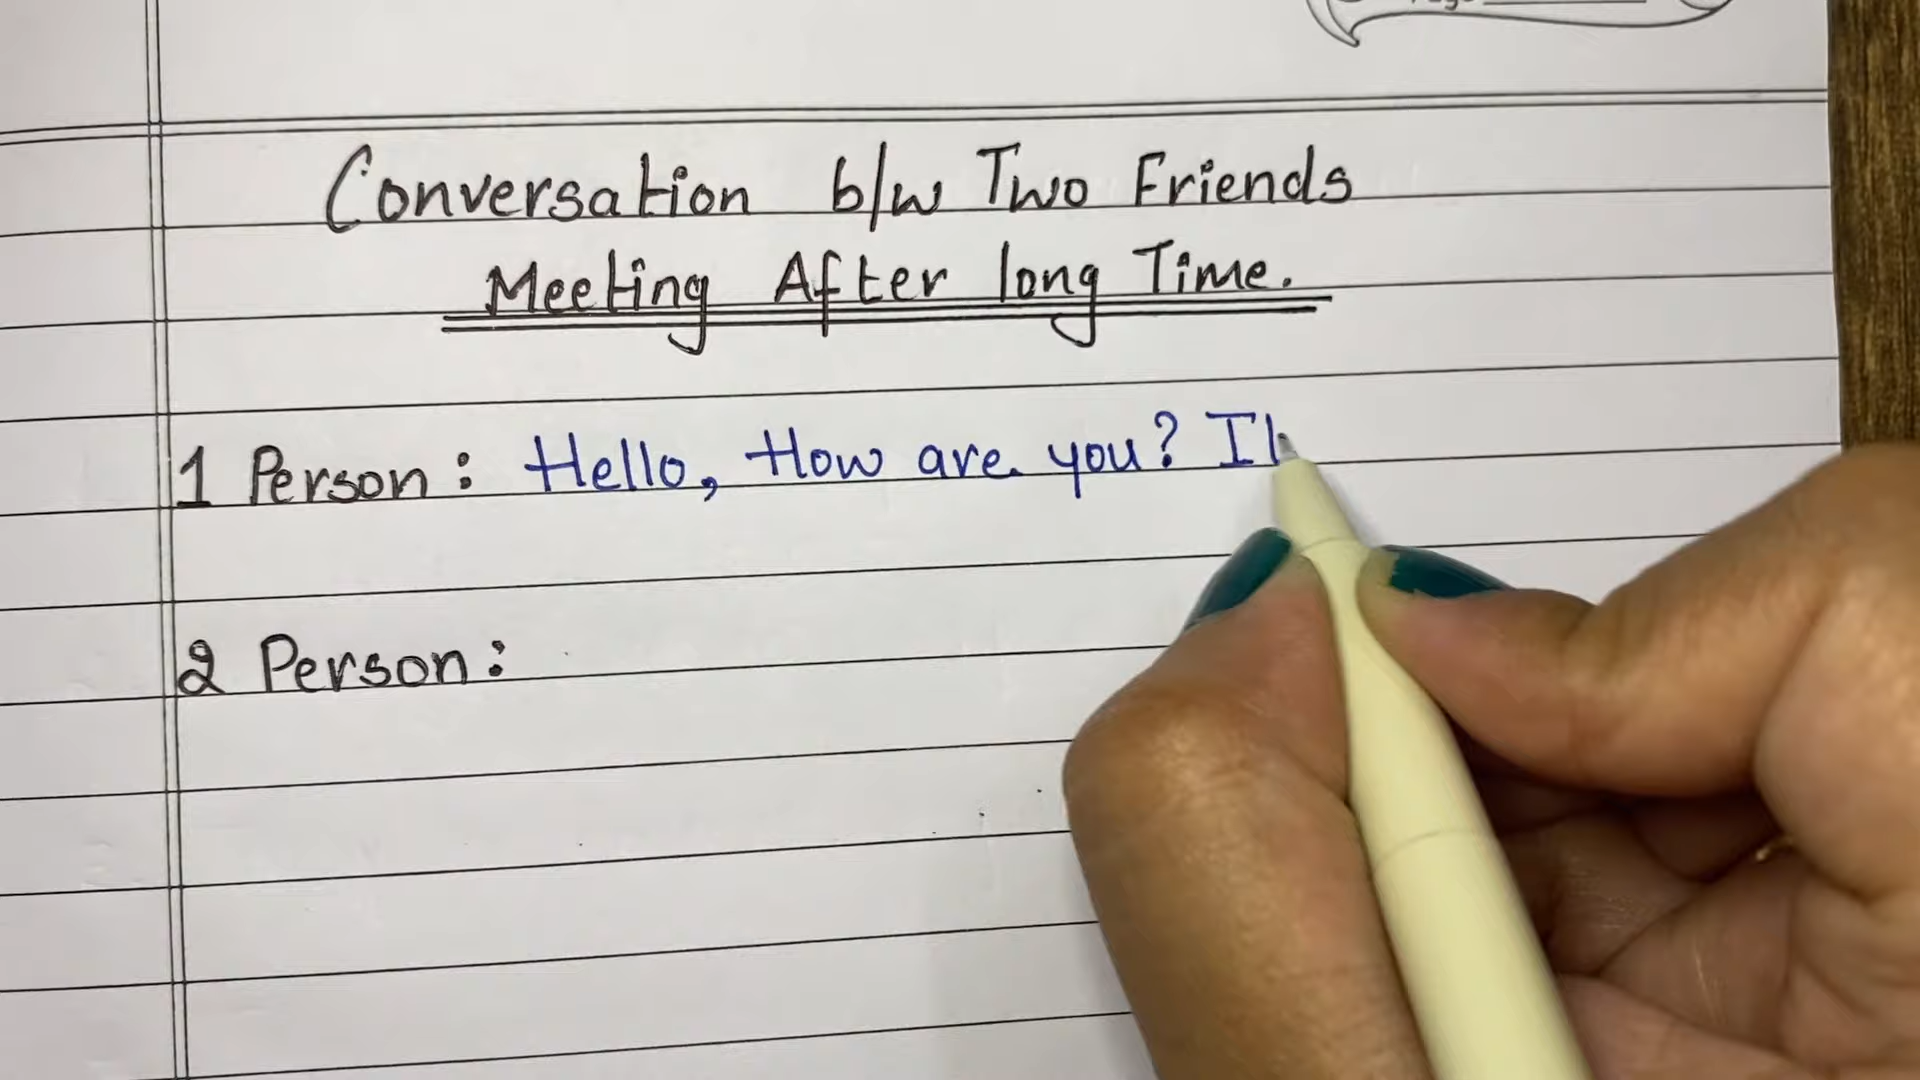 Conversation b/w Two Friends
Meeting After long Time.
1 Person: Hello, How are you? I
2 Person: